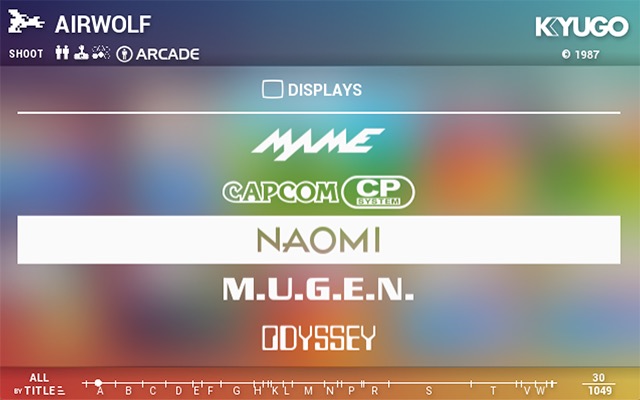 AIRWOLF
KYUGO
SHOOT
ARCADE
© 1987
DISPLAYS
MAME
CAPCOM CP SYSTEM
NAOMI
M.U.G.E.N.
ODYSSEY
ALL
BY TITLE
A B C D E F G H K L M N P R S T V W
30
1049